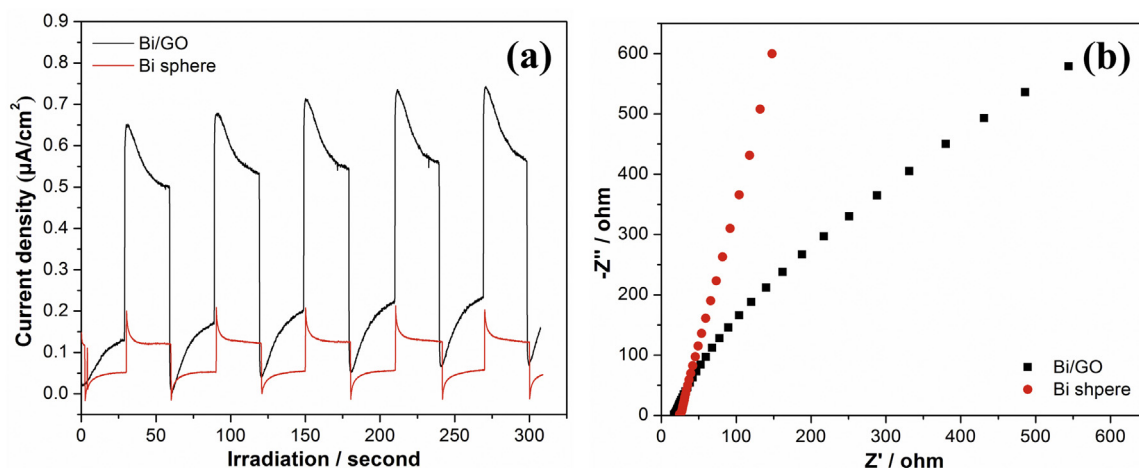 (a)
Bi/GO
Bi sphere
Current density (µA/cm²)
0.9
0.8
0.7
0.6
0.5
0.4
0.3
0.2
0.1
0.0
0 50 100 150 200 250 300
Irradiation / second
(b)
-Z'' / ohm
600
500
400
300
200
100
0
Bi/GO
Bi shpere
0 100 200 300 400 500 600
Z' / ohm